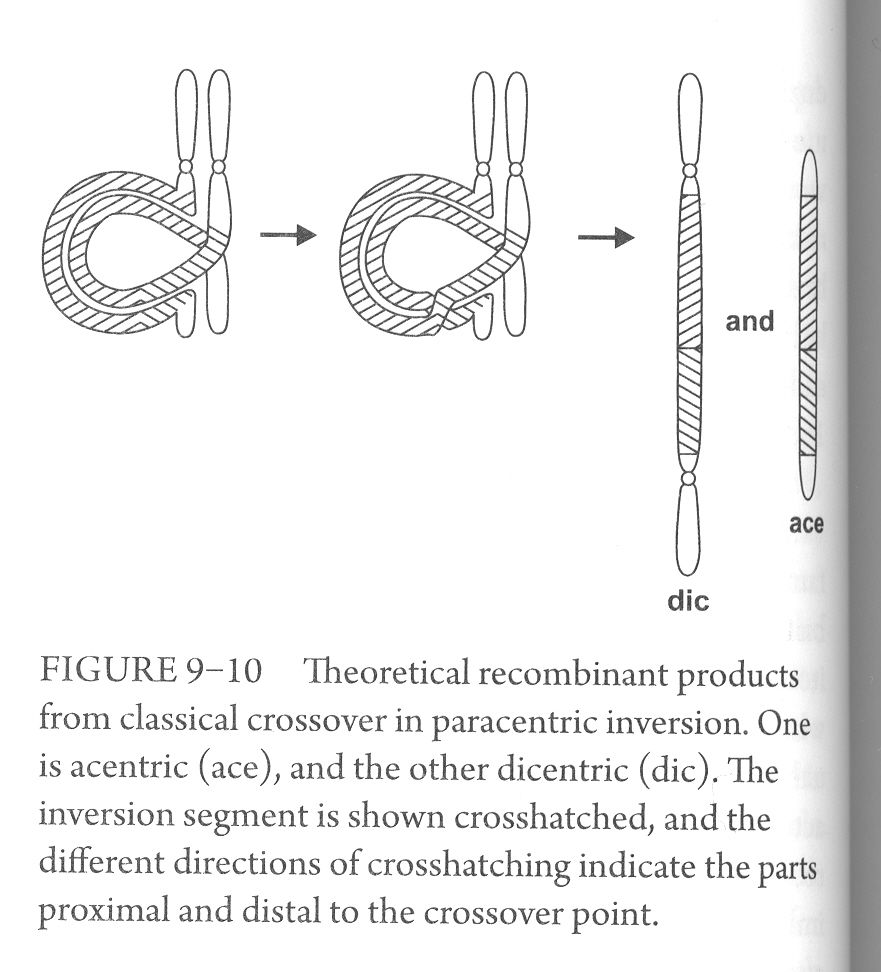 and
ace
dic
FIGURE 9–10 Theoretical recombinant products
from classical crossover in paracentric inversion. One
is acentric (ace), and the other dicentric (dic). The
inversion segment is shown crosshatched, and the
different directions of crosshatching indicate the parts
proximal and distal to the crossover point.